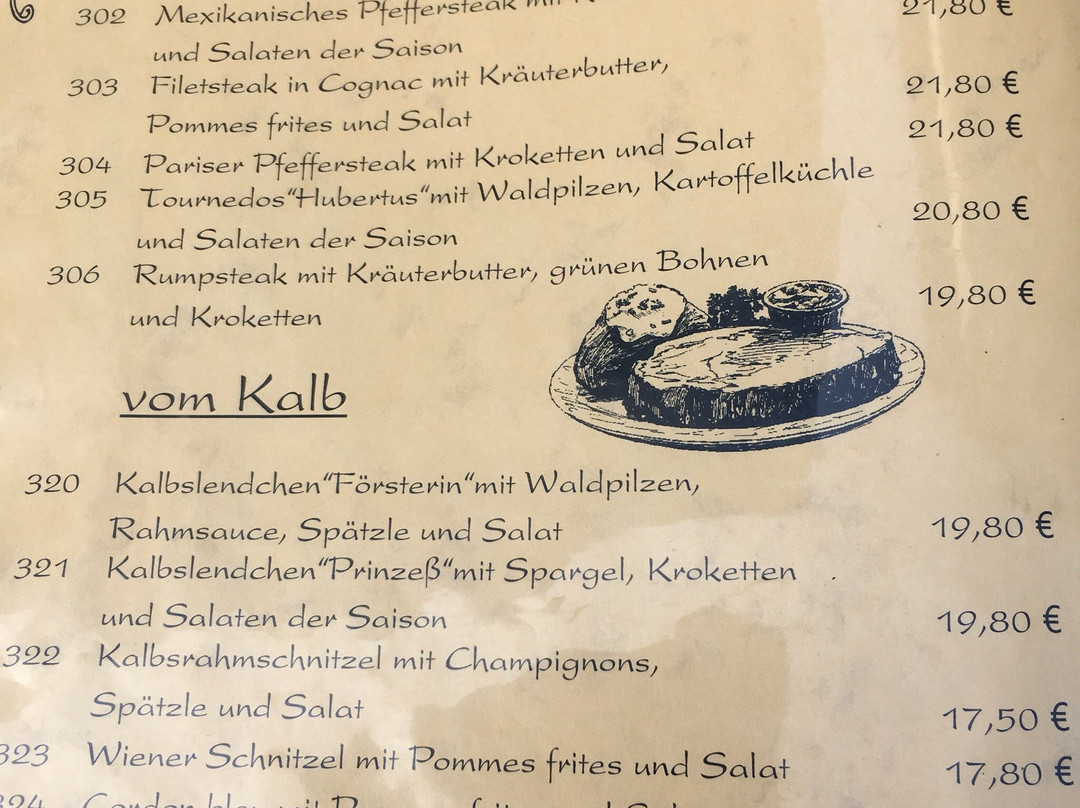 302 Mexikanisches Pfeffersteak mit 21,80 €
und Salaten der Saison
303 Filetsteak in Cognac mit Kräuterbutter,
Pommes frites und Salat 21,80 €
304 Pariser Pfeffersteak mit Kroketten und Salat 21,80 €
305 Tournedos“Hubertus“mit Waldpilzen, Kartoffelküchle
und Salaten der Saison 20,80 €
306 Rumpsteak mit Kräuterbutter, grünen Bohnen
und Kroketten 19,80 €
vom Kalb
320 Kalbslendchen“Försterin“mit Waldpilzen,
Rahmsauce, Spätzle und Salat 19,80 €
321 Kalbslendchen“Prinzeß“mit Spargel, Kroketten
und Salaten der Saison 19,80 €
322 Kalbsrahmschnitzel mit Champignons,
Spätzle und Salat 17,50 €
323 Wiener Schnitzel mit Pommes frites und Salat 17,80 €